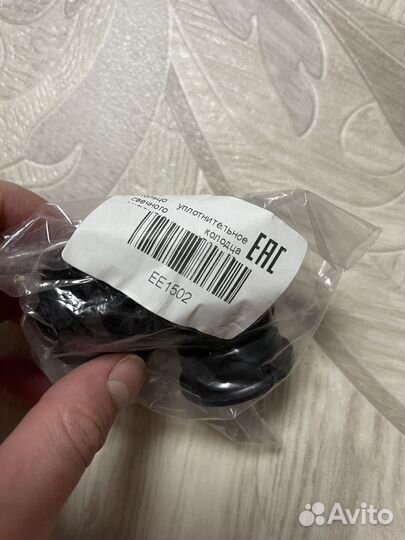 уплотнительное
свечного колодца
EAC
EE1502
Avito